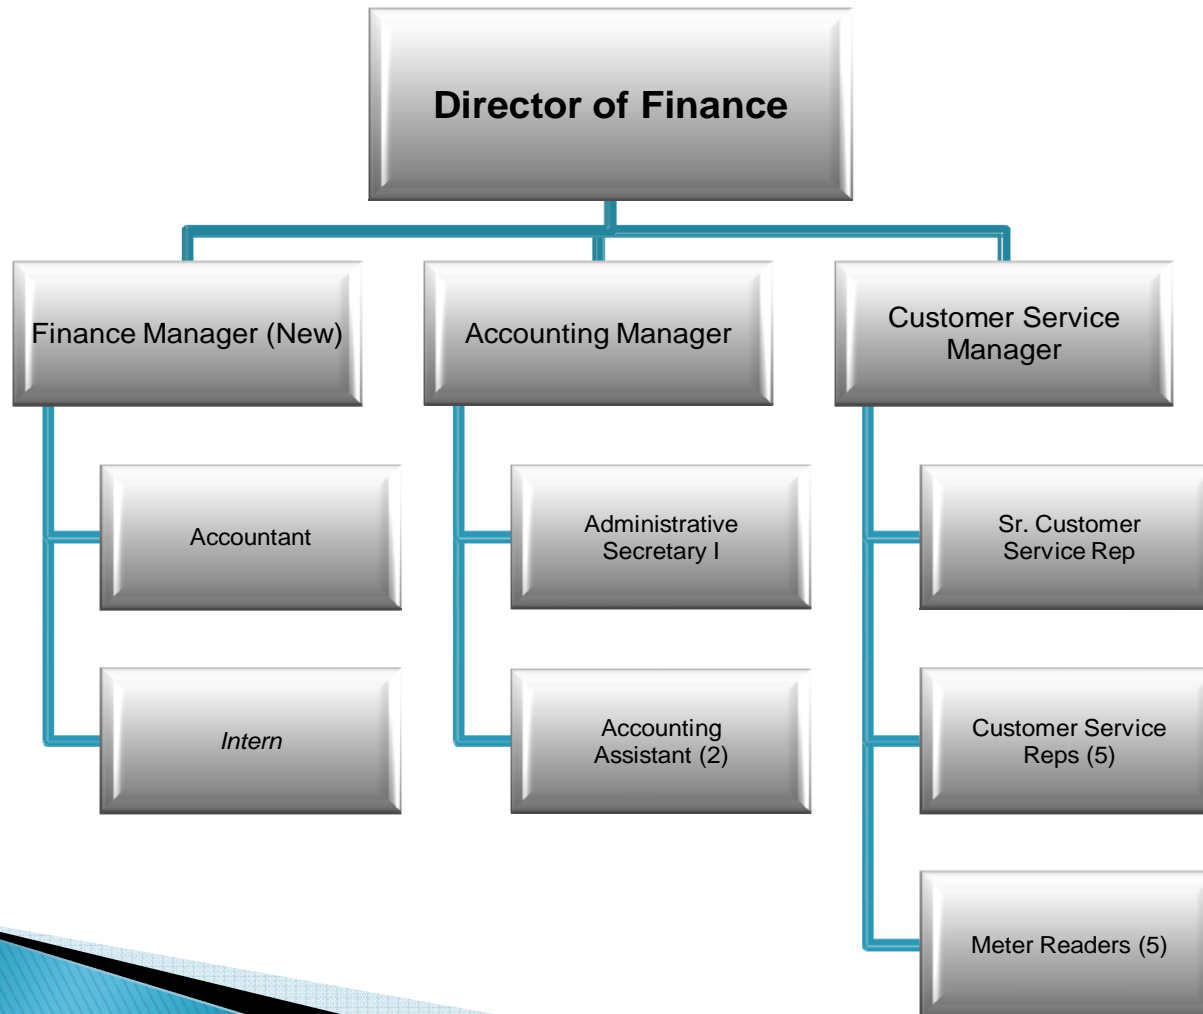 Director of Finance
Finance Manager (New)
Accounting Manager
Customer Service
Manager
Accountant
Administrative
Secretary I
Sr. Customer
Service Rep
Intern
Accounting
Assistant (2)
Customer Service
Reps (5)
Meter Readers (5)